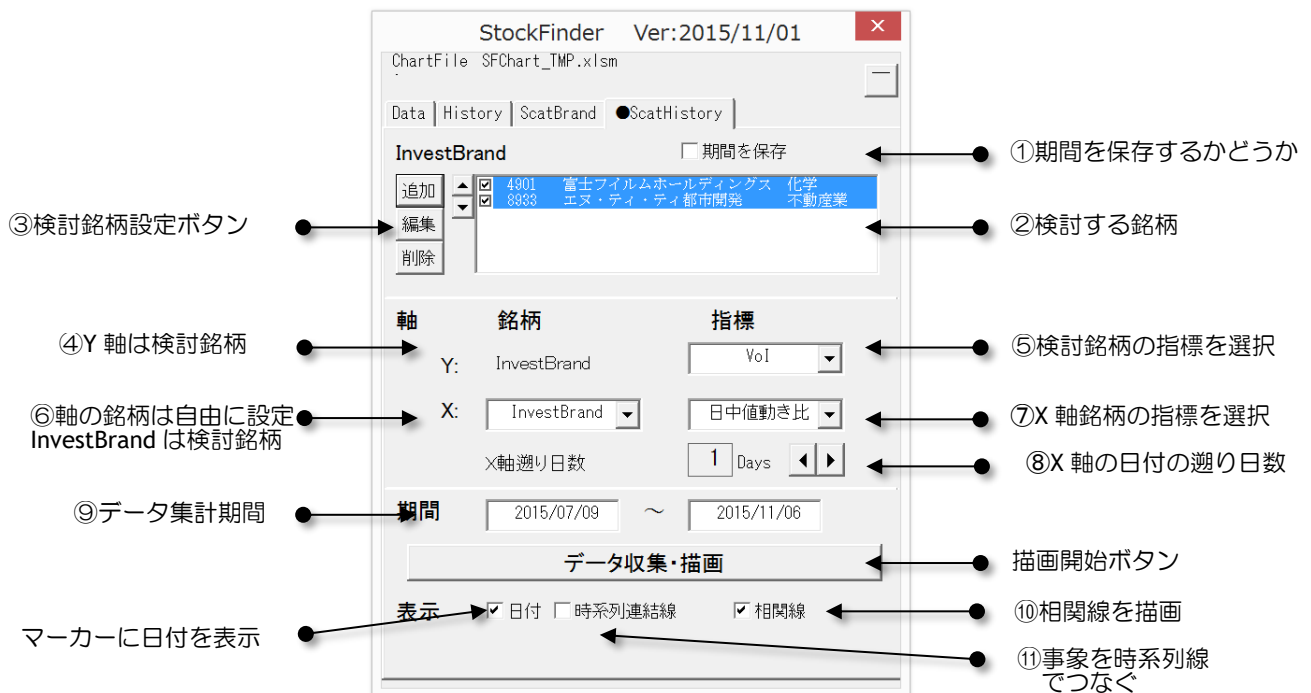 StockFinder Ver:2015/11/01
ChartFile SFChart_TMP.xlsm
Data History ScatBrand ●ScatHistory
InvestBrand 期間を保存
①期間を保存するかどうか
追加
4901 富士フイルムホールディングス 化学
8933 エヌ・ティ・ティ都市開発 不動産業
③検討銘柄設定ボタン
編集
②検討する銘柄
削除
軸 銘柄 指標
④Y 軸は検討銘柄
Y: InvestBrand VoI
⑤検討銘柄の指標を選択
⑥軸の銘柄は自由に設定
InvestBrand は検討銘柄
X: InvestBrand 日中値動き比
⑦X 軸銘柄の指標を選択
X軸遡り日数 1 Days
⑧X 軸の日付の遡り日数
⑨データ集計期間
期間 2015/07/09 ～ 2015/11/06
データ収集・描画
描画開始ボタン
表示 日付 時系列連結線 相関線
⑩相関線を描画
マーカーに日付を表示
⑪事象を時系列線
でつなぐ